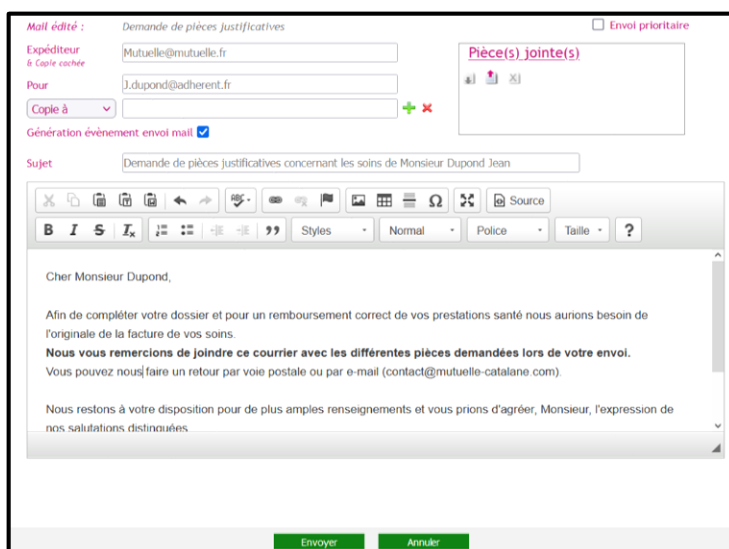 Mail édité : Demande de pièces justificatives Envoi prioritaire
Expéditeur Mutuelle@mutuelle.fr Pièce(s) jointe(s)
& Copie cachée
Pour J.dupond@adherent.fr
Copie à
Génération évènement envoi mail
Sujet Demande de pièces justificatives concernant les soins de Monsieur Dupond Jean
ABC Ω Source
B I S Ix Styles Normal Police Taille ?
Cher Monsieur Dupond,
Afin de compléter votre dossier et pour un remboursement correct de vos prestations santé nous aurions besoin de
l'originale de la facture de vos soins.
Nous vous remercions de joindre ce courrier avec les différentes pièces demandées lors de votre envoi.
Vous pouvez nous faire un retour par voie postale ou par e-mail (contact@mutuelle-catalane.com).
Nous restons à votre disposition pour de plus amples renseignements et vous prions d'agréer, Monsieur, l'expression de
nos salutations distinguées
Envoyer Annuler